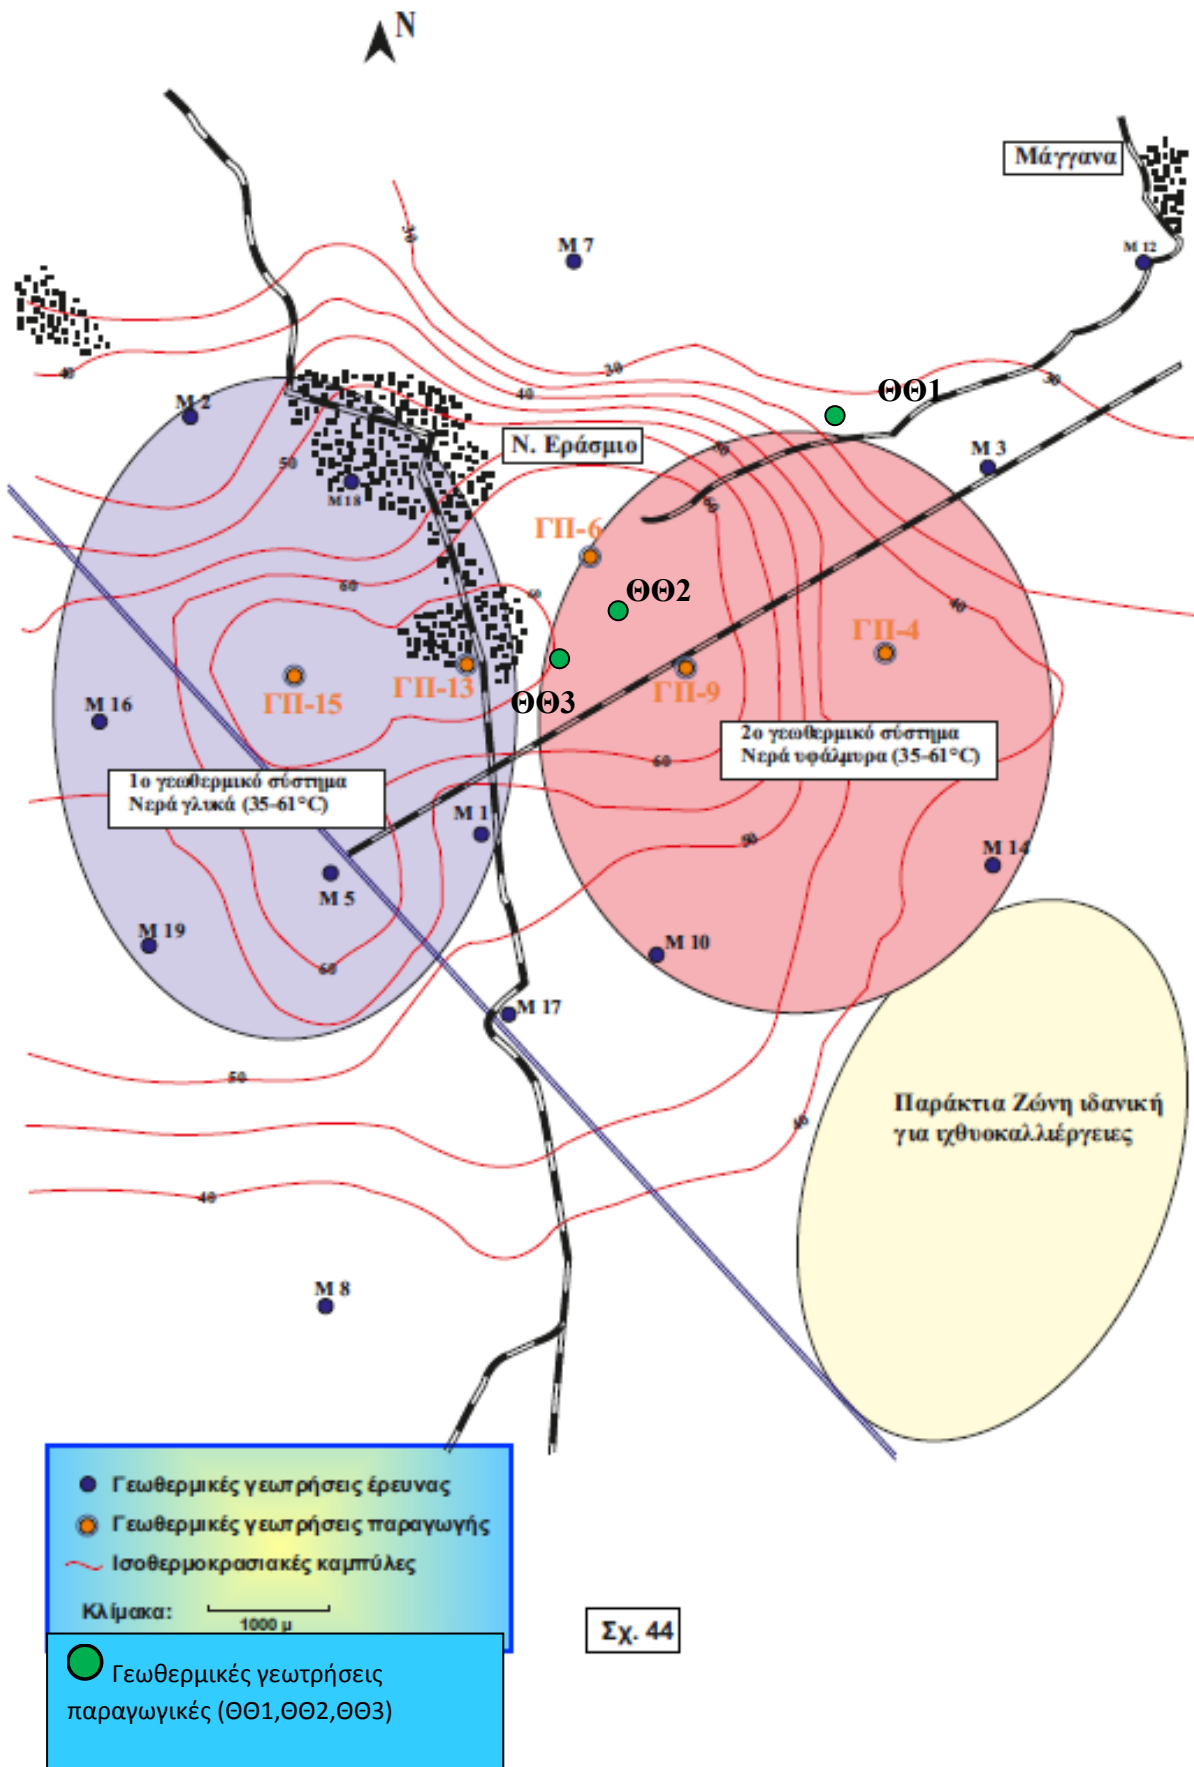 N
Μάγγανα
M 7
M 12
30
30
30
40
40
ΘΘ1
M 2
Ν. Εράσμιο
M 3
50
M 18
60
ΓΠ-6
60
ΘΘ2
40
ΓΠ-4
ΓΠ-15
ΓΠ-13
ΘΘ3
ΓΠ-9
M 16
2ο γεωθερμικό σύστημα
Νερά υφάλμυρα (35-61°C)
60
1ο γεωθερμικό σύστημα
Νερά γλυκά (35-61°C)
M 1
M 14
M 5
M 19
M 10
60
M 17
50
Παράκτια Ζώνη ιδανική
για ιχθυοκαλλιέργειες
40
40
M 8
Γεωθερμικές γεωτρήσεις έρευνας
Γεωθερμικές γεωτρήσεις παραγωγής
Ισοθερμοκρασιακές καμπύλες
Κλίμακα:
1000 μ
Σχ. 44
Γεωθερμικές γεωτρήσεις
παραγωγικές (ΘΘ1,ΘΘ2,ΘΘ3)